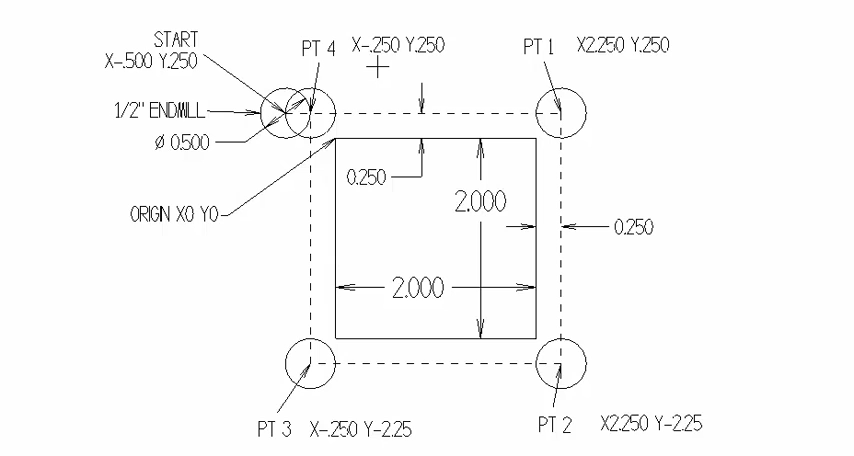 START
X-.500 Y.250
PT 4
X-.250 Y.250
PT 1
X2.250 Y.250
1/2" ENDMILL
Ø 0.500
0.250
ORIGIN X0 Y0
2.000
0.250
2.000
PT 3
X-.250 Y-2.25
PT 2
X2.250 Y-2.25